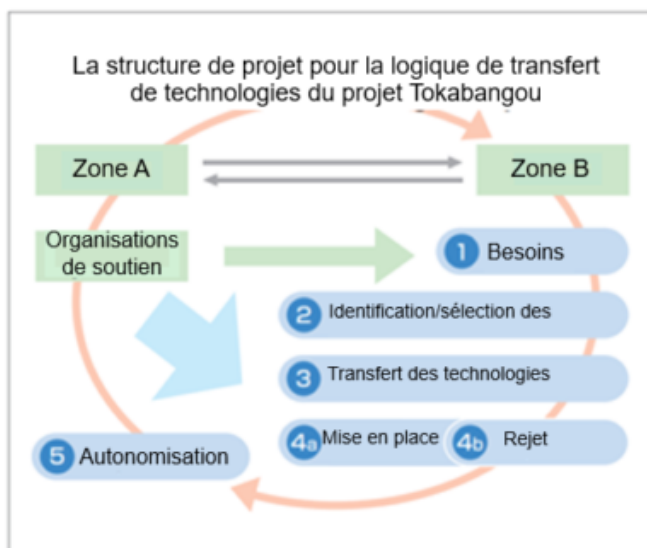 La structure de projet pour la logique de transfert
de technologies du projet Tokabangou
Zone A
Zone B
Organisations
de soutien
1 Besoins
2 Identification/sélection des
3 Transfert des technologies
4a Mise en place
4b Rejet
5 Autonomisation